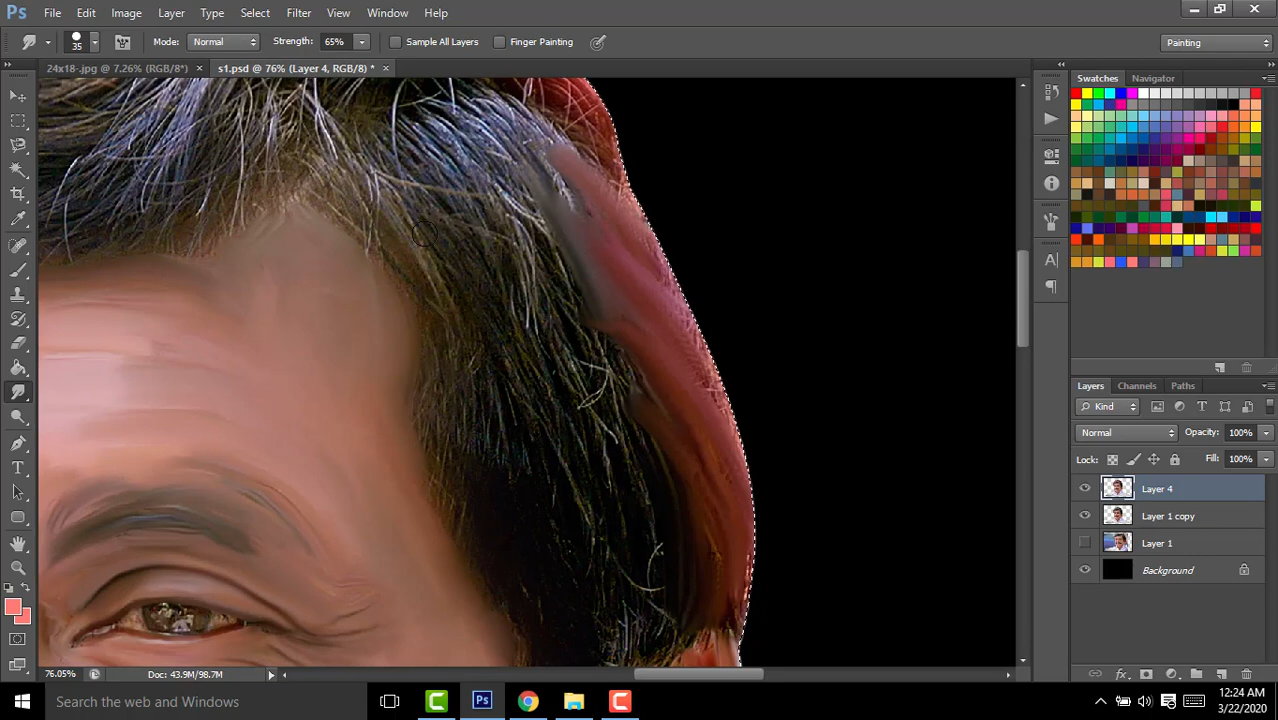 Ps File Edit Image Layer Type Select Filter View Window Help
35 Mode: Normal Strength: 65% Sample All Layers Finger Painting Painting
24x18-.jpg @ 7.26% (RGB/8*) × s1.psd @ 76% (Layer 4, RGB/8) * ×
Swatches Navigator
Layers Channels Paths
Kind
Normal Opacity: 100%
Lock: Fill: 100%
Layer 4
Layer 1 copy
Layer 1
Background
76.05% Doc: 43.9M/98.7M
Search the web and Windows
12:24 AM
3/22/2020